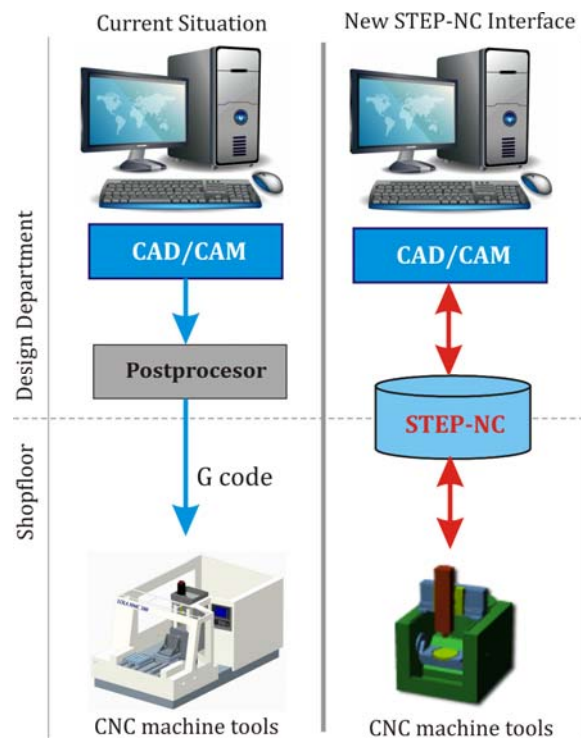 Current Situation
New STEP-NC Interface
Design Department
CAD/CAM
CAD/CAM
Postprocesor
STEP-NC
Shopfloor
G code
CNC machine tools
CNC machine tools